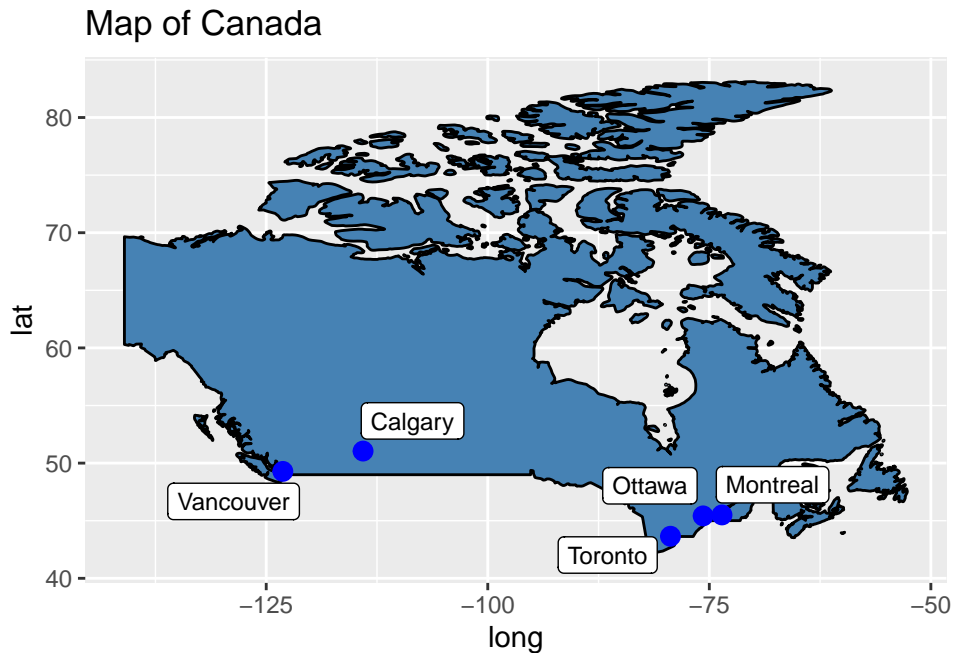 Map of Canada
80
70
60
50
40
lat
Calgary
Vancouver
Ottawa
Montreal
Toronto
−125
−100
−75
−50
long